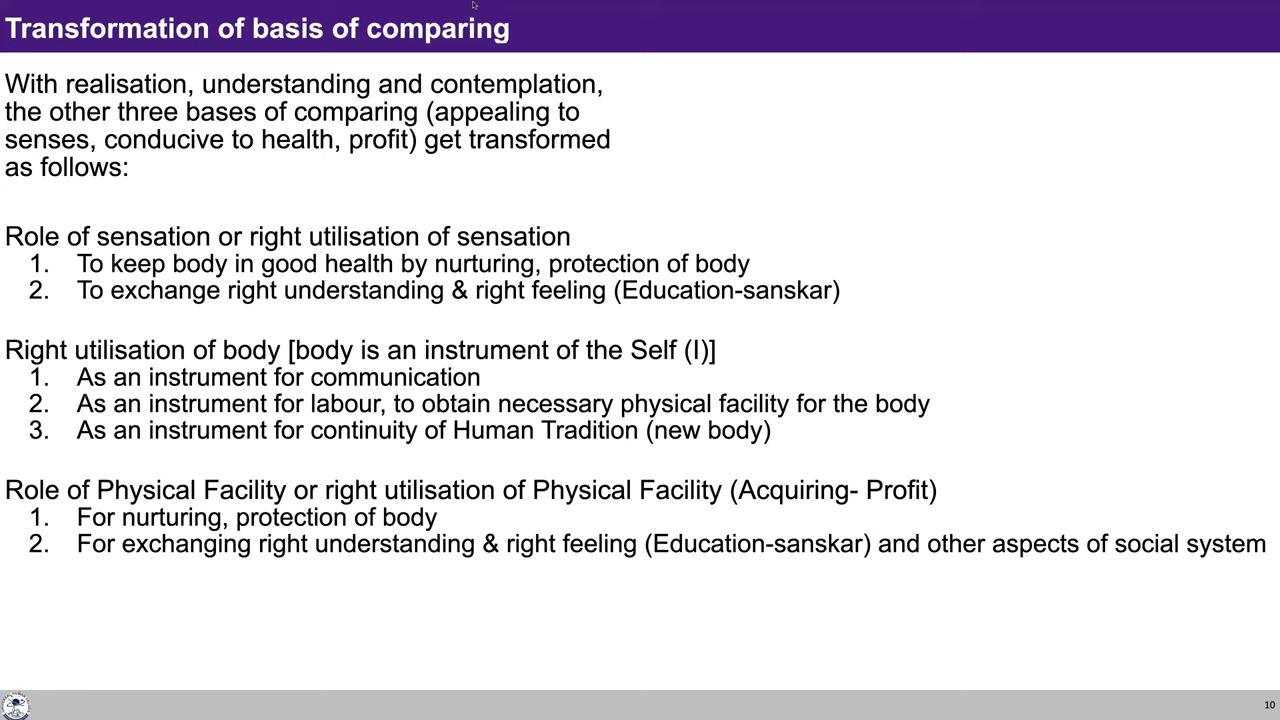 Transformation of basis of comparing
With realisation, understanding and contemplation,
the other three bases of comparing (appealing to
senses, conducive to health, profit) get transformed
as follows:
Role of sensation or right utilisation of sensation
1. To keep body in good health by nurturing, protection of body
2. To exchange right understanding & right feeling (Education-sanskar)
Right utilisation of body [body is an instrument of the Self (I)]
1. As an instrument for communication
2. As an instrument for labour, to obtain necessary physical facility for the body
3. As an instrument for continuity of Human Tradition (new body)
Role of Physical Facility or right utilisation of Physical Facility (Acquiring- Profit)
1. For nurturing, protection of body
2. For exchanging right understanding & right feeling (Education-sanskar) and other aspects of social system
10